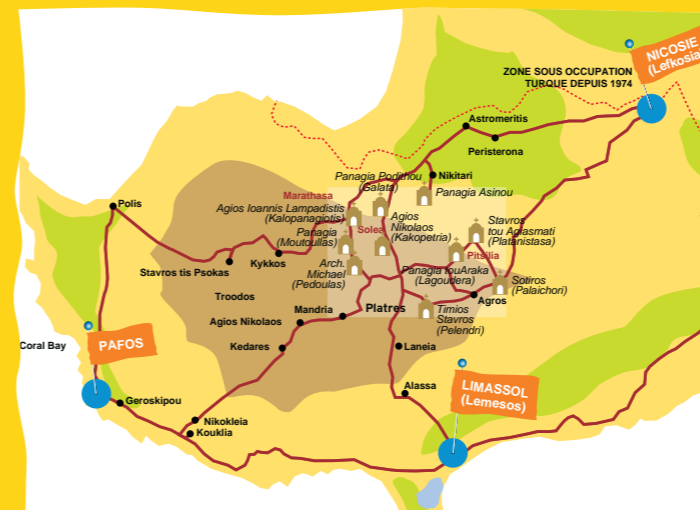 NICOSIE
(Lefkosia
ZONE SOUS OCCUPATION
TURQUE DEPUIS 1974
Astromeritis
Peristerona
Panagia Podithou
(Galata)
Nikitari
Panagia Asinou
Marathasa
Polis
Agios Ioannis Lampadistis
(Kalopanagiotis)
Agios
Nikolaos
(Kakopetria)
Stavros
tou Agiasmati
(Platanistasa)
Solea
Panagia
(Moutoullas)
Pitsilia
Kykkos
Stavros tis Psokas
Arch.
Michael
(Pedoulas)
Panagia touAraka
(Lagoudera)
Sotiros
(Palaichori)
Troodos
Agros
Mandria
Platres
Timios
Stavros
(Pelendri)
Agios Nikolaos
Kedares
Laneia
Coral Bay
PAFOS
Alassa
LIMASSOL
(Lemesos)
Geroskipou
Nikokleia
Kouklia